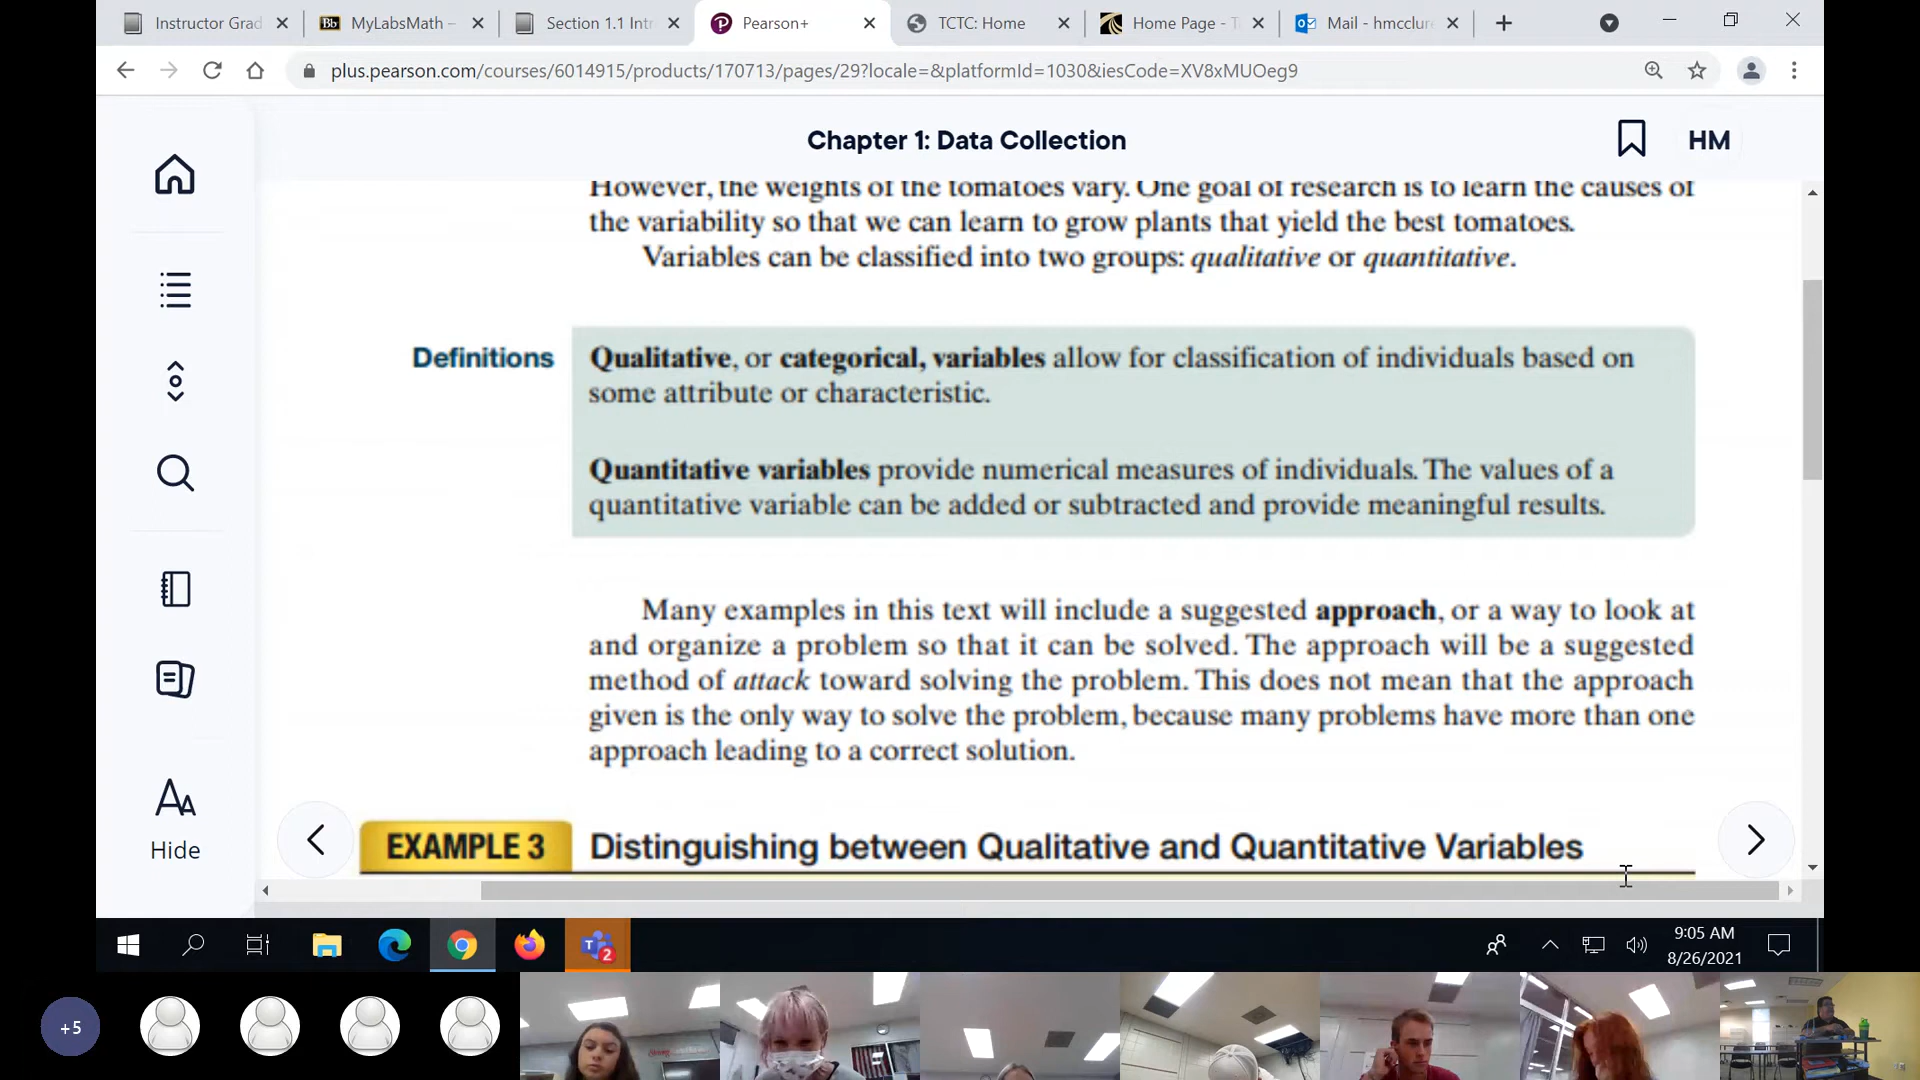 Instructor Grad
MyLabsMath –
Section 1.1 Intr
Pearson+
TCTC: Home
Home Page - T
Mail - hmcclure
plus.pearson.com/courses/6014915/products/170713/pages/29?locale=&platformId=1030&iesCode=XV8xMUOeg9
Chapter 1: Data Collection
HM
However, the weights of the tomatoes vary. One goal of research is to learn the causes of
the variability so that we can learn to grow plants that yield the best tomatoes.
Variables can be classified into two groups: qualitative or quantitative.
Definitions
Qualitative, or categorical, variables allow for classification of individuals based on
some attribute or characteristic.
Quantitative variables provide numerical measures of individuals. The values of a
quantitative variable can be added or subtracted and provide meaningful results.
Many examples in this text will include a suggested approach, or a way to look at
and organize a problem so that it can be solved. The approach will be a suggested
method of attack toward solving the problem. This does not mean that the approach
given is the only way to solve the problem, because many problems have more than one
approach leading to a correct solution.
Hide
EXAMPLE 3 Distinguishing between Qualitative and Quantitative Variables
9:05 AM
8/26/2021
+5